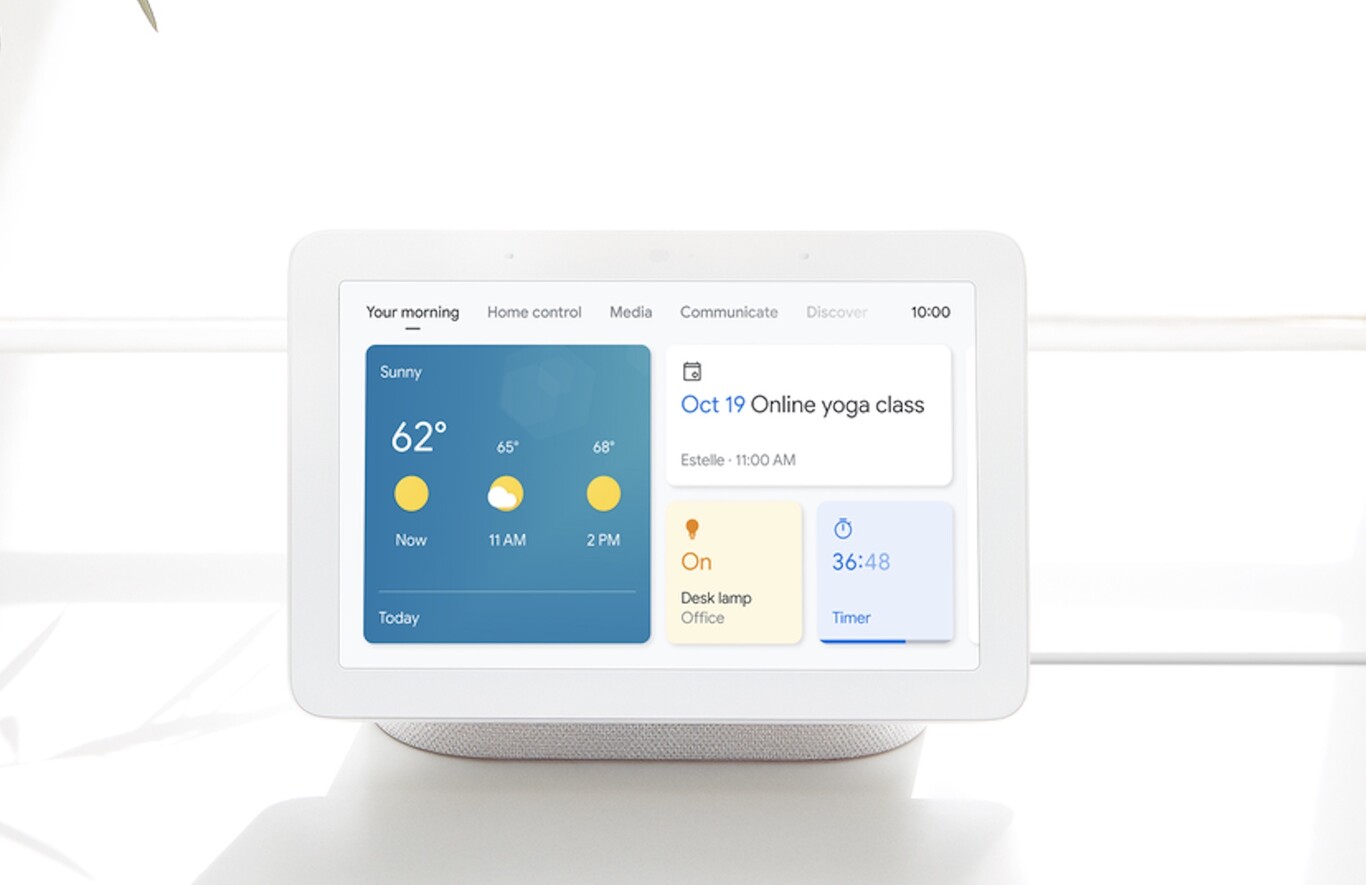 Your morning Home control Media Communicate Discover 10:00
Sunny
62° 65° 68°
Now 11 AM 2 PM
Today
Oct 19 Online yoga class
Estelle · 11:00 AM
On
Desk lamp
Office
36:48
Timer